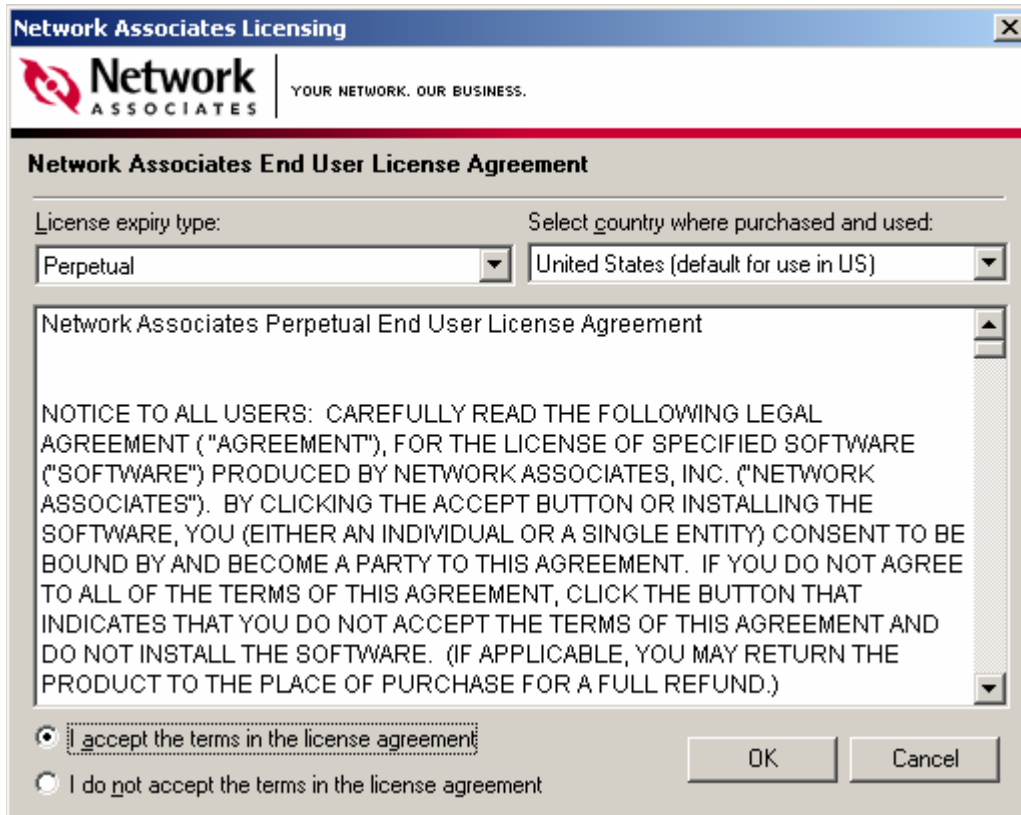 Network Associates Licensing
Network
ASSOCIATES
YOUR NETWORK. OUR BUSINESS.
Network Associates End User License Agreement
License expiry type:
Select country where purchased and used:
Perpetual
United States (default for use in US)
Network Associates Perpetual End User License Agreement
NOTICE TO ALL USERS:  CAREFULLY READ THE FOLLOWING LEGAL
AGREEMENT ( "AGREEMENT"), FOR THE LICENSE OF SPECIFIED SOFTWARE
("SOFTWARE") PRODUCED BY NETWORK ASSOCIATES, INC. ("NETWORK
ASSOCIATES").  BY CLICKING THE ACCEPT BUTTON OR INSTALLING THE
SOFTWARE, YOU (EITHER AN INDIVIDUAL OR A SINGLE ENTITY) CONSENT TO BE
BOUND BY AND BECOME A PARTY TO THIS AGREEMENT.  IF YOU DO NOT AGREE
TO ALL OF THE TERMS OF THIS AGREEMENT, CLICK THE BUTTON THAT
INDICATES THAT YOU DO NOT ACCEPT THE TERMS OF THIS AGREEMENT AND
DO NOT INSTALL THE SOFTWARE.  (IF APPLICABLE, YOU MAY RETURN THE
PRODUCT TO THE PLACE OF PURCHASE FOR A FULL REFUND.)
I accept the terms in the license agreement
I do not accept the terms in the license agreement
OK
Cancel